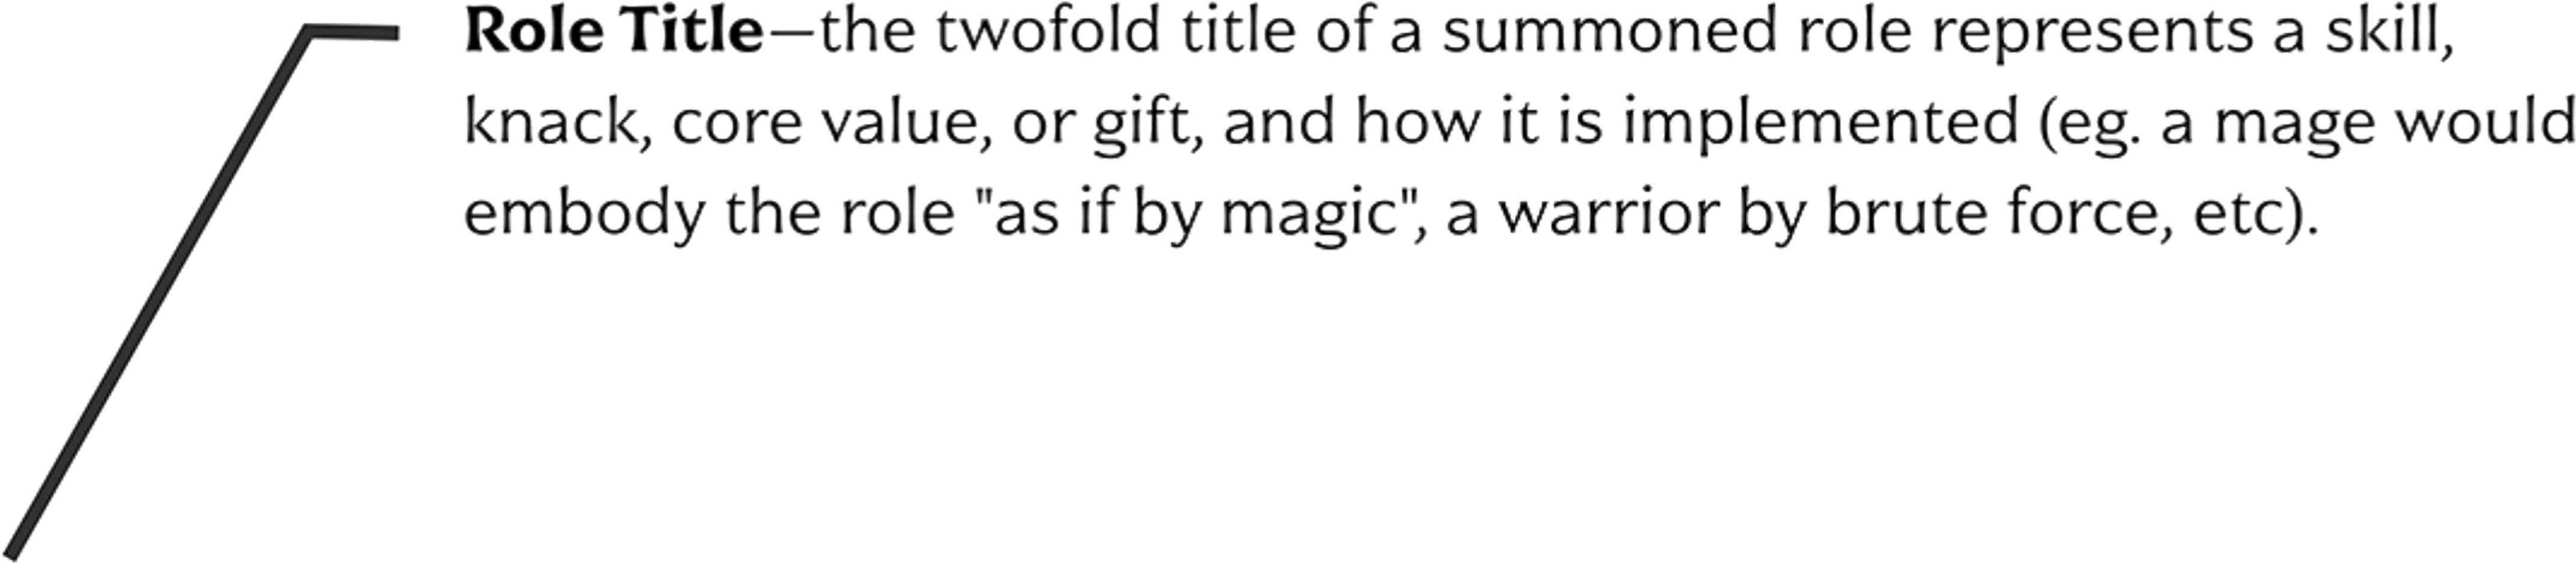 Role Title—the twofold title of a summoned role represents a skill,
knack, core value, or gift, and how it is implemented (eg. a mage would
embody the role "as if by magic", a warrior by brute force, etc).